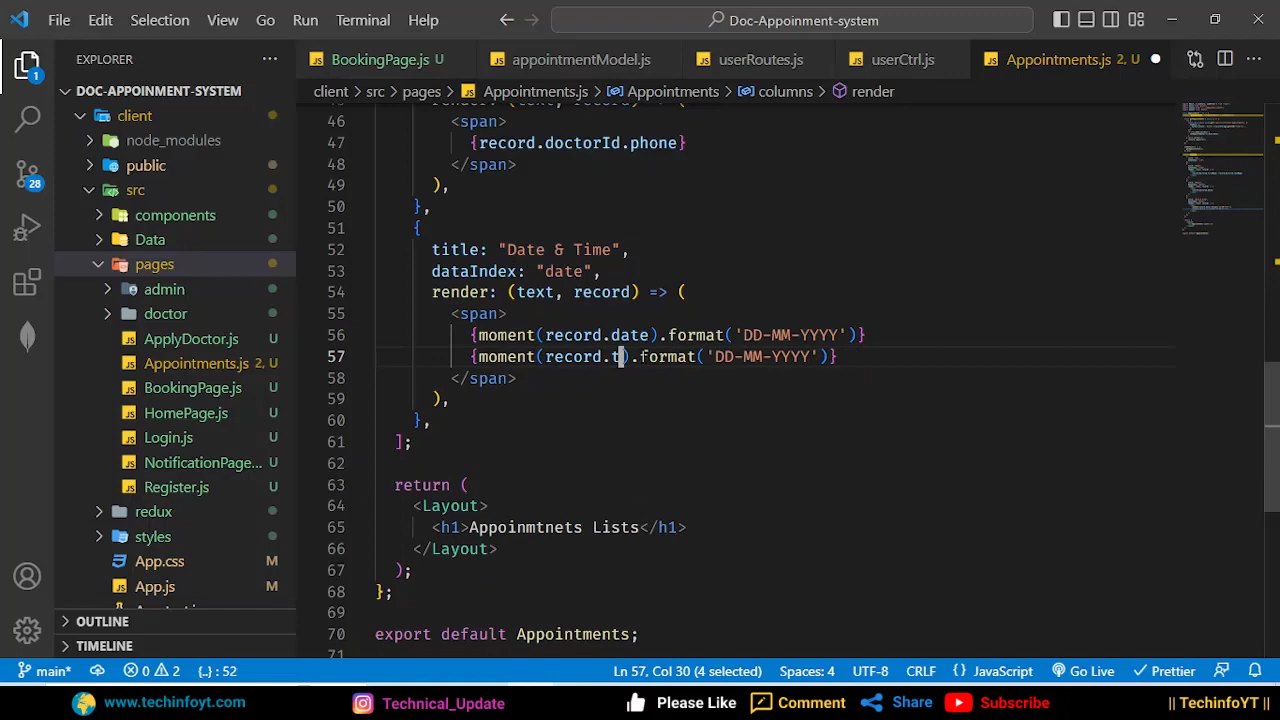 File Edit Selection View Go Run Terminal Help
Doc-Appoinment-system
EXPLORER
BookingPage.js U
appointmentModel.js
userRoutes.js
userCtrl.js
Appointments.js 2, U
DOC-APPOINMENT-SYSTEM
client > src > pages > Appointments.js > Appointments > columns > render
1
28
client
node_modules
public
src
components
Data
pages
admin
doctor
ApplyDoctor.js U
Appointments.js 2, U
BookingPage.js U
HomePage.js U
Login.js U
NotificationPage... U
Register.js U
redux
styles
App.css M
App.js M
OUTLINE
TIMELINE
46 <span>
47 {record.doctorId.phone}
48 </span>
49 ),
50 },
51 {
52 title: "Date & Time",
53 dataIndex: "date",
54 render: (text, record) => (
55 <span>
56 {moment(record.date).format('DD-MM-YYYY')}
57 {moment(record.t).format('DD-MM-YYYY')}
58 </span>
59 ),
60 },
61 ];
62
63 return (
64 <Layout>
65 <h1>Appoinmtnets Lists</h1>
66 </Layout>
67 );
68 };
69
70 export default Appointments;
71
main* 0 2 {..} : 52 Ln 57, Col 30 (4 selected) Spaces: 4 UTF-8 CRLF {} JavaScript Go Live Prettier
www.techinfoyt.com Technical_Update Please Like Comment Share Subscribe || TechinfoYT ||